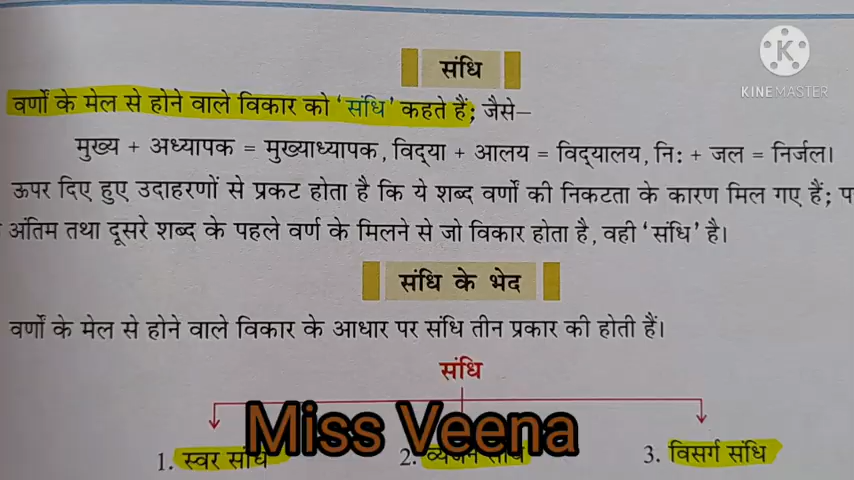 संधि
K
KINEMASTER
वर्णों के मेल से होने वाले विकार को 'संधि' कहते हैं; जैसे–
मुख्य + अध्यापक = मुख्याध्यापक, विद्‌या + आलय = विद्‌यालय, निः + जल = निर्जल।
ऊपर दिए हुए उदाहरणों से प्रकट होता है कि ये शब्द वर्णों की निकटता के कारण मिल गए हैं;
अंतिम तथा दूसरे शब्द के पहले वर्ण के मिलने से जो विकार होता है, वही 'संधि' है।
संधि के भेद
वर्णों के मेल से होने वाले विकार के आधार पर संधि तीन प्रकार की होती हैं।
संधि
Miss Veena
1. स्वर संधि 2. व्यंजन संधि 3. विसर्ग संधि